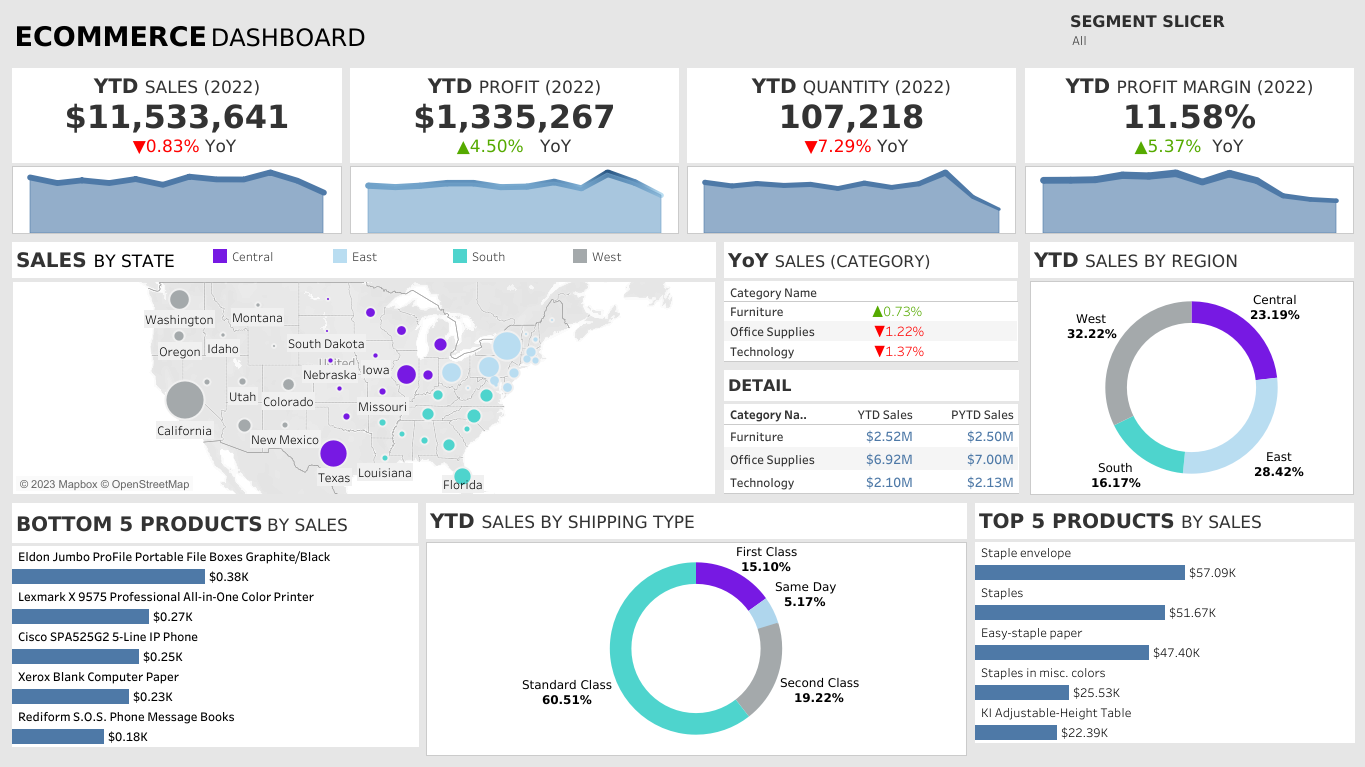 ECOMMERCE DASHBOARD
SEGMENT SLICER
All
YTD SALES (2022)
$11,533,641
▼0.83% YoY
YTD PROFIT (2022)
$1,335,267
▲4.50% YoY
YTD QUANTITY (2022)
107,218
▼7.29% YoY
YTD PROFIT MARGIN (2022)
11.58%
▲5.37% YoY
SALES BY STATE
Central
East
South
West
Washington
Montana
Oregon
Idaho
South Dakota
United
Nebraska
Iowa
Utah
Colorado
Missouri
California
New Mexico
Texas
Louisiana
Florida
© 2023 Mapbox © OpenStreetMap
YoY SALES (CATEGORY)
Category Name
Furniture ▲0.73%
Office Supplies ▼1.22%
Technology ▼1.37%
DETAIL
Category Na.. YTD Sales PYTD Sales
Furniture $2.52M $2.50M
Office Supplies $6.92M $7.00M
Technology $2.10M $2.13M
YTD SALES BY REGION
Central
23.19%
West
32.22%
East
28.42%
South
16.17%
BOTTOM 5 PRODUCTS BY SALES
Eldon Jumbo ProFile Portable File Boxes Graphite/Black
$0.38K
Lexmark X 9575 Professional All-in-One Color Printer
$0.27K
Cisco SPA525G2 5-Line IP Phone
$0.25K
Xerox Blank Computer Paper
$0.23K
Rediform S.O.S. Phone Message Books
$0.18K
YTD SALES BY SHIPPING TYPE
First Class
15.10%
Same Day
5.17%
Second Class
19.22%
Standard Class
60.51%
TOP 5 PRODUCTS BY SALES
Staple envelope
$57.09K
Staples
$51.67K
Easy-staple paper
$47.40K
Staples in misc. colors
$25.53K
KI Adjustable-Height Table
$22.39K